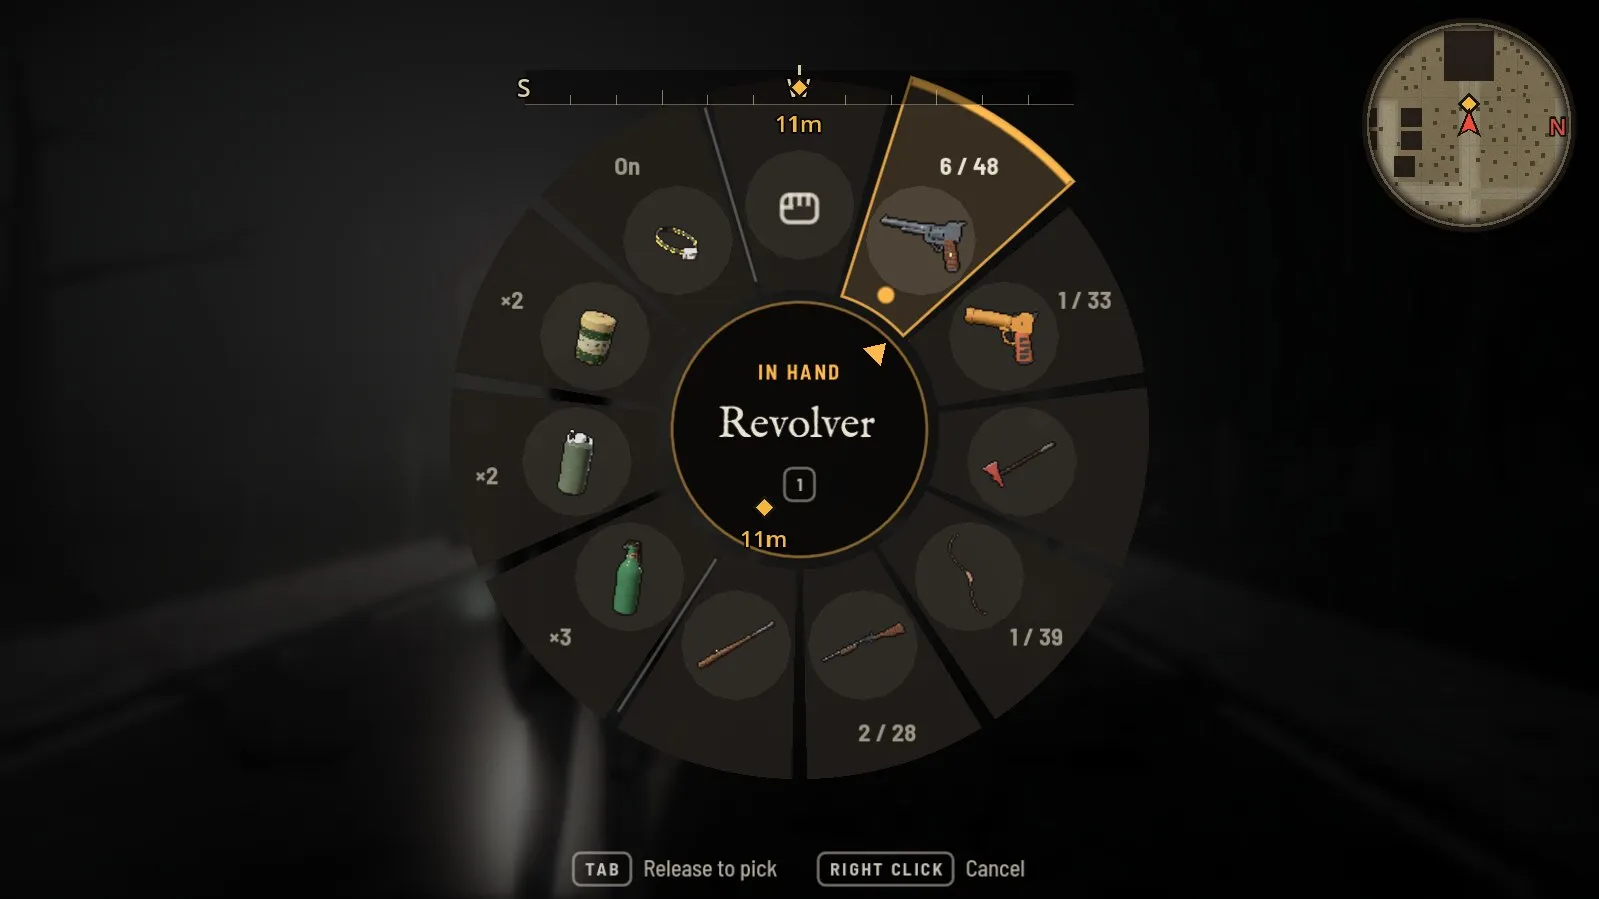 S
W
11m
N
On
6 / 48
×2
1 / 33
IN HAND
Revolver
1
×2
11m
×3
1 / 39
2 / 28
TAB Release to pick RIGHT CLICK Cancel